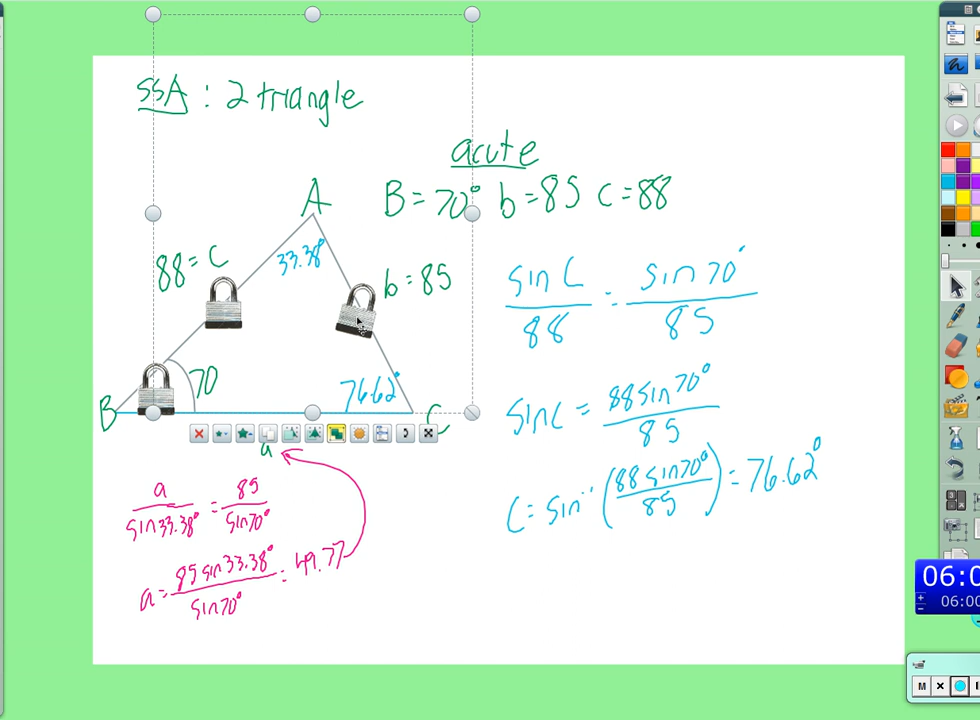 SSA : 2 triangle
acute
B = 70° b = 85 c = 88
A
88 = c
33.38°
b = 85
70
76.62°
B
C
a
sin C / 88 = sin 70° / 85
sin C = 88 sin 70° / 85
C = sin⁻¹ (88 sin 70° / 85) = 76.62°
a / sin 33.38° = 85 / sin 70°
a = 85 sin 33.38° / sin 70° = 49.77
06:0
06:00
M